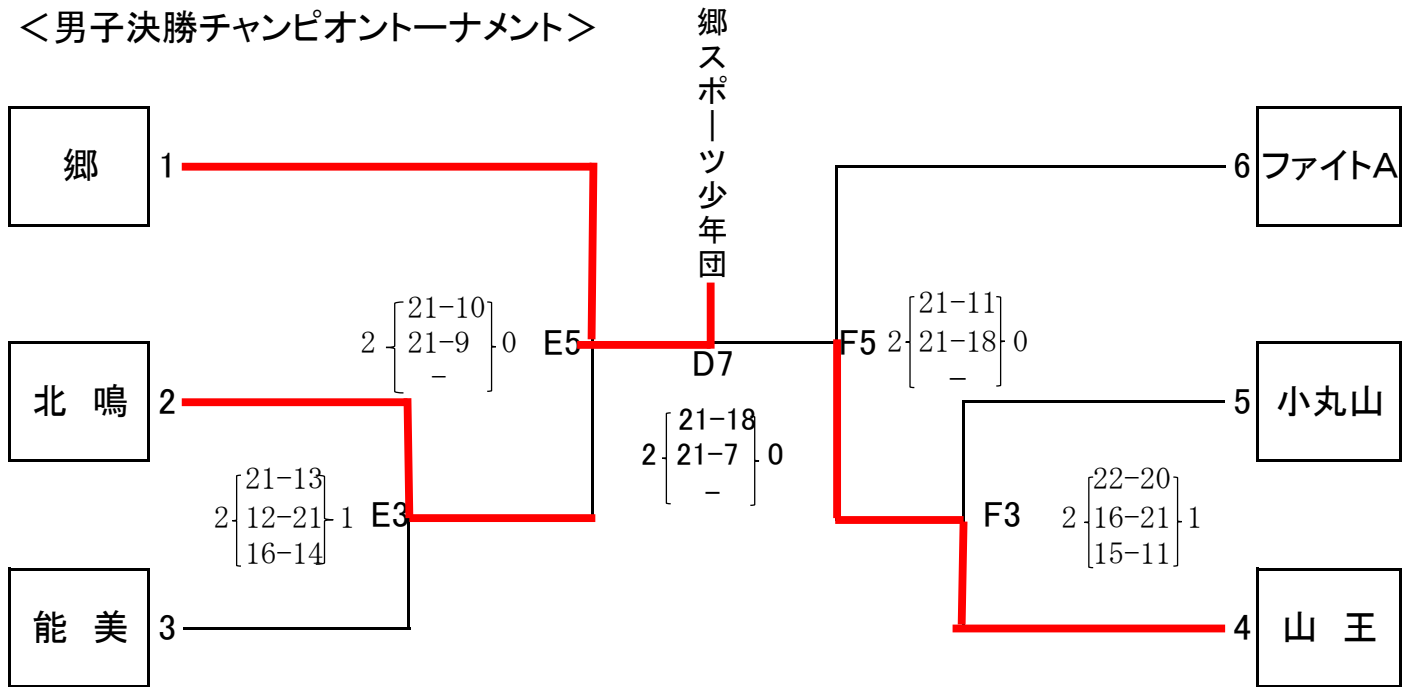 ＜男子決勝チャンピオントーナメント＞
郷スポーツ少年団
郷 1
6 ファイトA
21-10
2 21-9 0
-
E5
D7
F5
21-11
2 21-18 0
-
北 鳴 2
5 小丸山
21-18
2 21-7 0
-
21-13
2 12-21 1
16-14
E3
F3
22-20
2 16-21 1
15-11
能 美 3
4 山 王